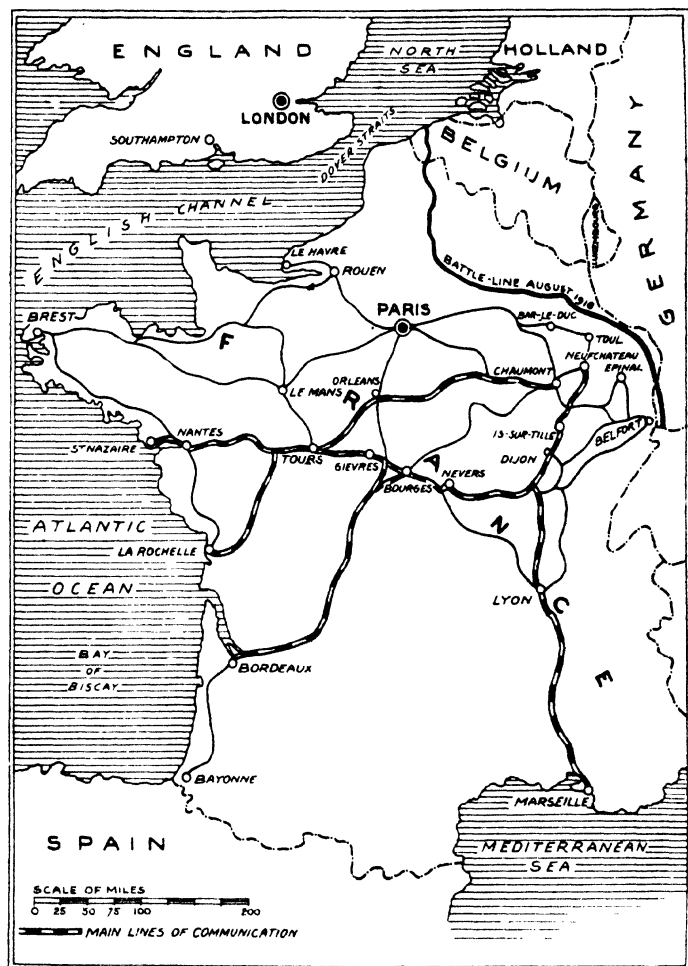 ENGLAND
NORTH
SEA
HOLLAND
LONDON
SOUTHAMPTON
DOVER STRAITS
BELGIUM
GERMANY
ENGLISH CHANNEL
LE HAVRE
ROUEN
BATTLE-LINE AUGUST 1918
BREST
PARIS
BAR-LE-DUC
TOUL
NEUFCHATEAU
EPINAL
CHAUMONT
LE MANS
ORLEANS
FRANCE
IS-SUR-TILLE
BELFORT
ST NAZAIRE
NANTES
TOURS
GIEVRES
BOURGES
NEVERS
DIJON
ATLANTIC
OCEAN
LA ROCHELLE
LYON
BAY
OF
BISCAY
BORDEAUX
BAYONNE
MARSEILLE
SPAIN
MEDITERRANEAN
SEA
SCALE OF MILES
0 25 50 75 100 200
MAIN LINES OF COMMUNICATION